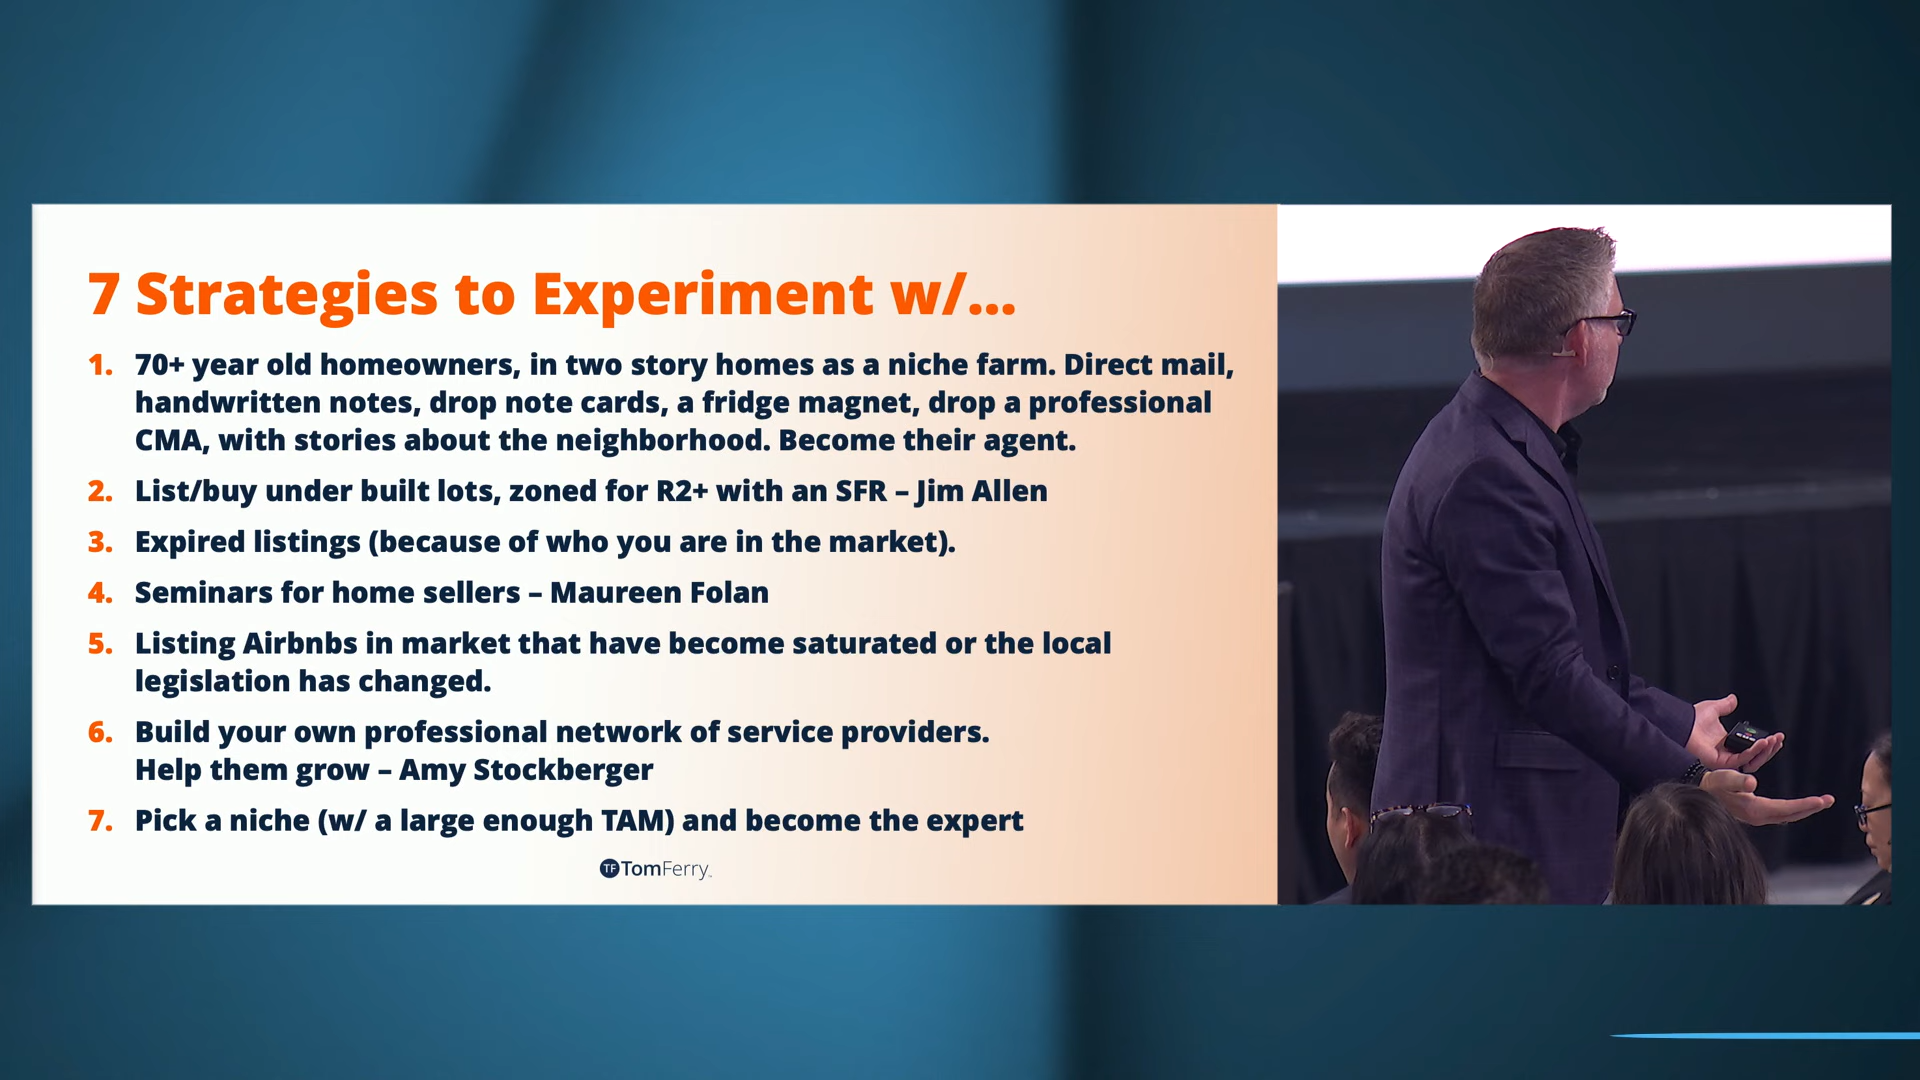 7 Strategies to Experiment w/...
1. 70+ year old homeowners, in two story homes as a niche farm. Direct mail,
handwritten notes, drop note cards, a fridge magnet, drop a professional
CMA, with stories about the neighborhood. Become their agent.
2. List/buy under built lots, zoned for R2+ with an SFR – Jim Allen
3. Expired listings (because of who you are in the market).
4. Seminars for home sellers – Maureen Folan
5. Listing Airbnbs in market that have become saturated or the local
legislation has changed.
6. Build your own professional network of service providers.
Help them grow – Amy Stockberger
7. Pick a niche (w/ a large enough TAM) and become the expert
TF TomFerry